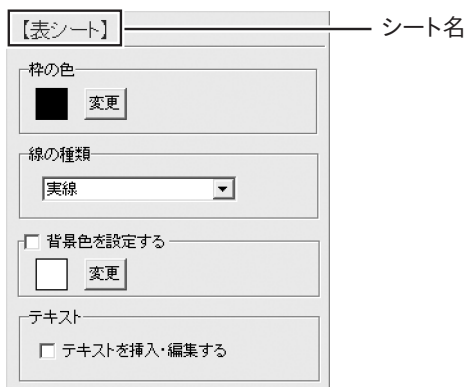 【表シート】 シート名
枠の色
変更
線の種類
実線
背景色を設定する
変更
テキスト
テキストを挿入・編集する